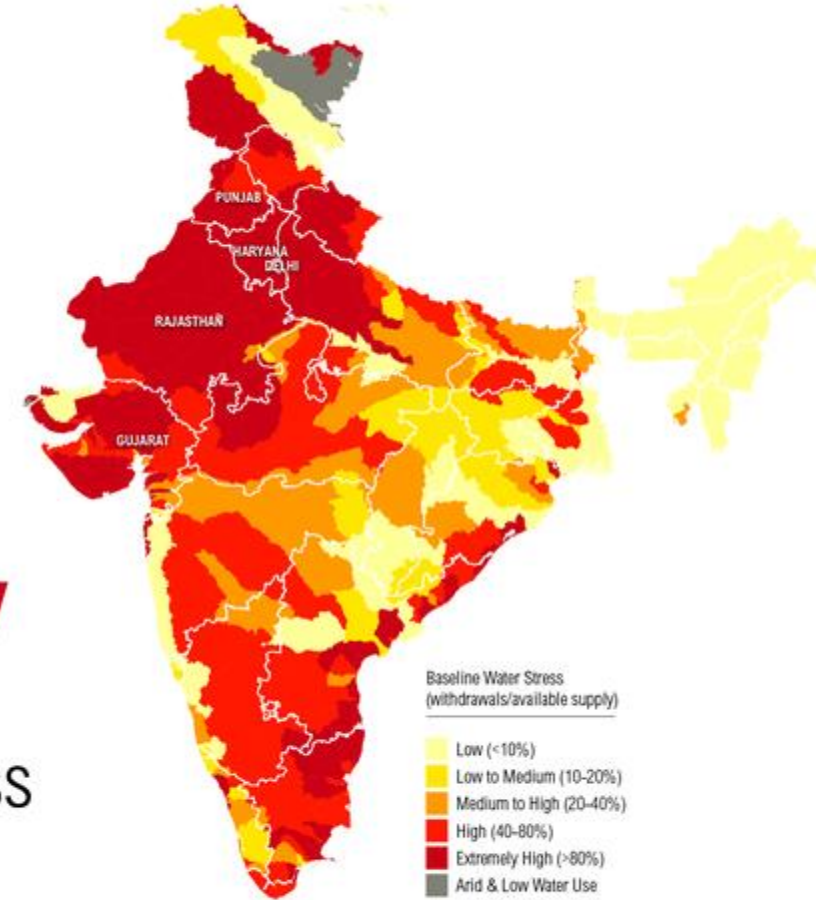 PUNJAB
HARYANA
DELHI
RAJASTHAN
GUJARAT
SS
Baseline Water Stress
(withdrawals/available supply)
Low (<10%)
Low to Medium (10-20%)
Medium to High (20-40%)
High (40-80%)
Extremely High (>80%)
Arid & Low Water Use